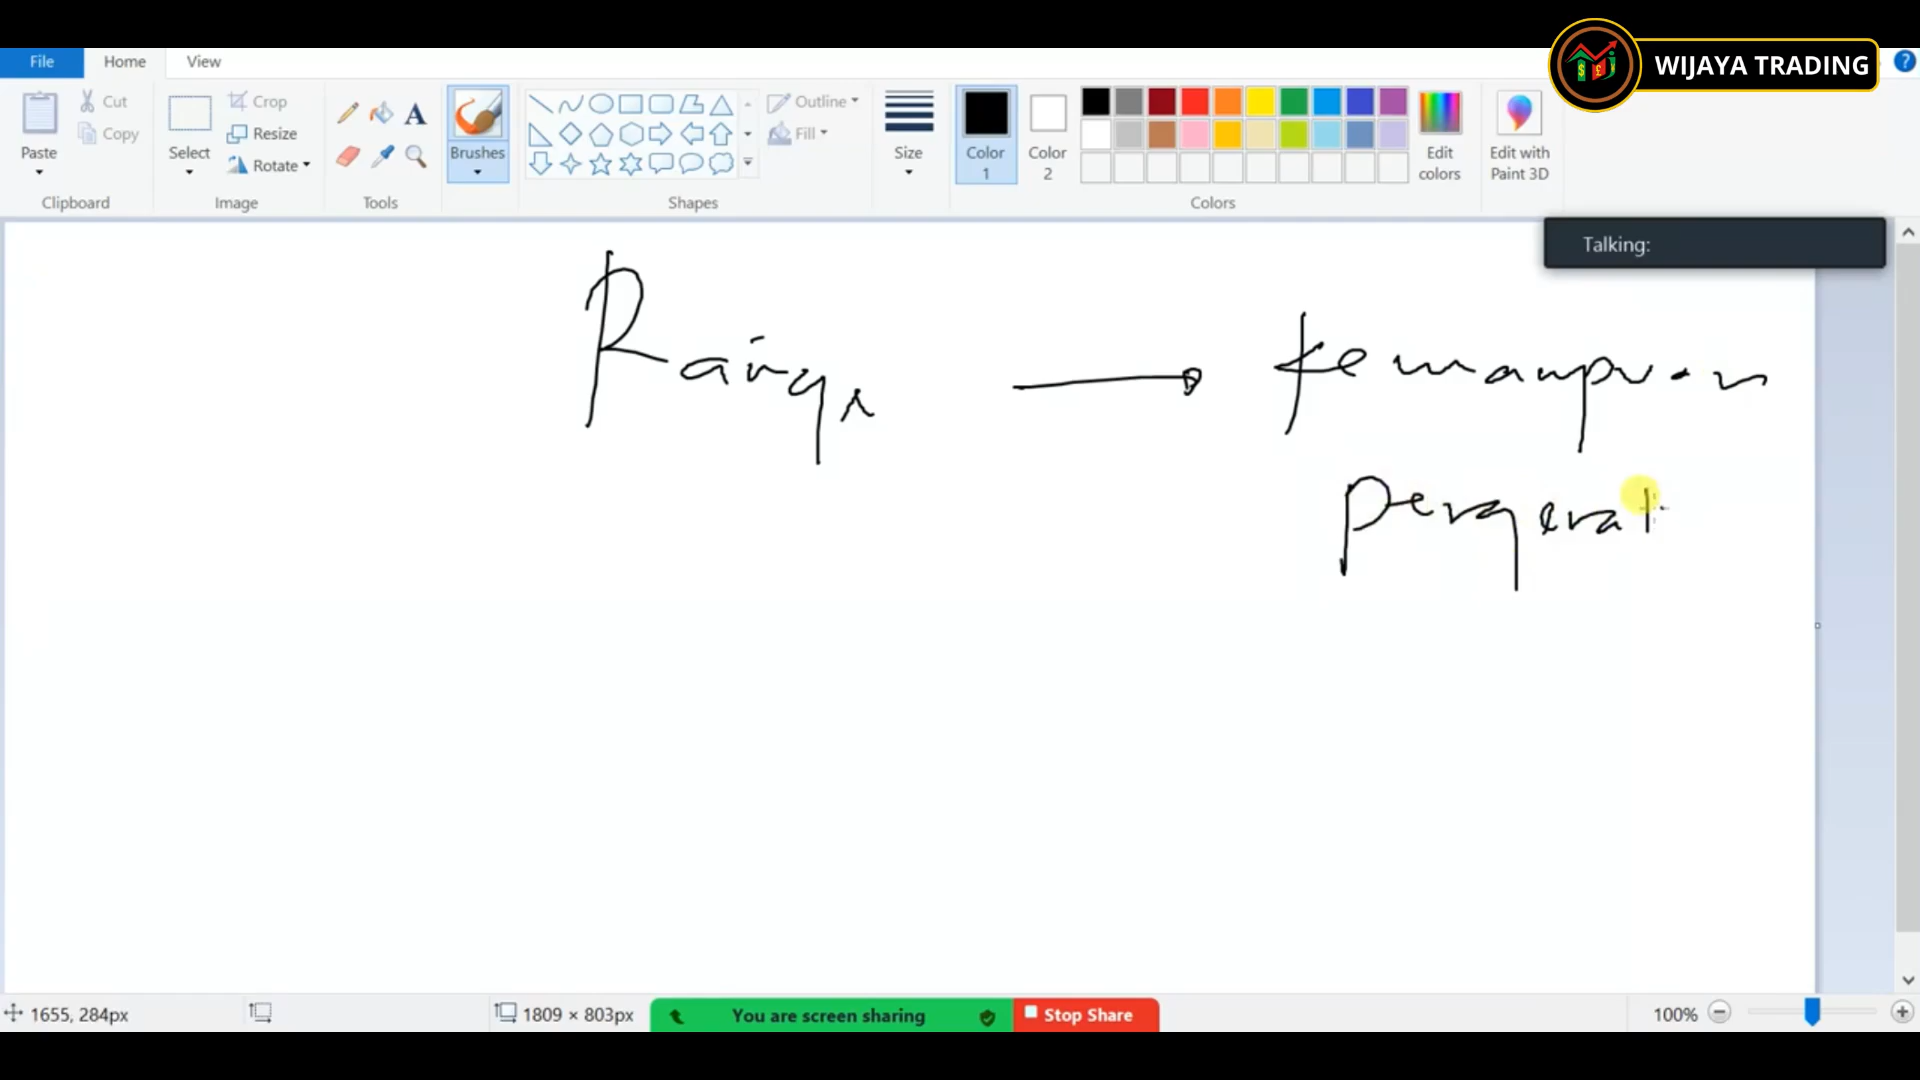 WIJAYA TRADING
File Home View
Cut
Copy
Paste
Clipboard
Select
Crop
Resize
Rotate
Image
Tools
Brushes
Shapes
Outline
Fill
Size
Color 1
Color 2
Edit colors
Colors
Edit with Paint 3D
Talking:
Range
kemampuan
pergerak
1655, 284px
1809 × 803px
You are screen sharing
Stop Share
100%